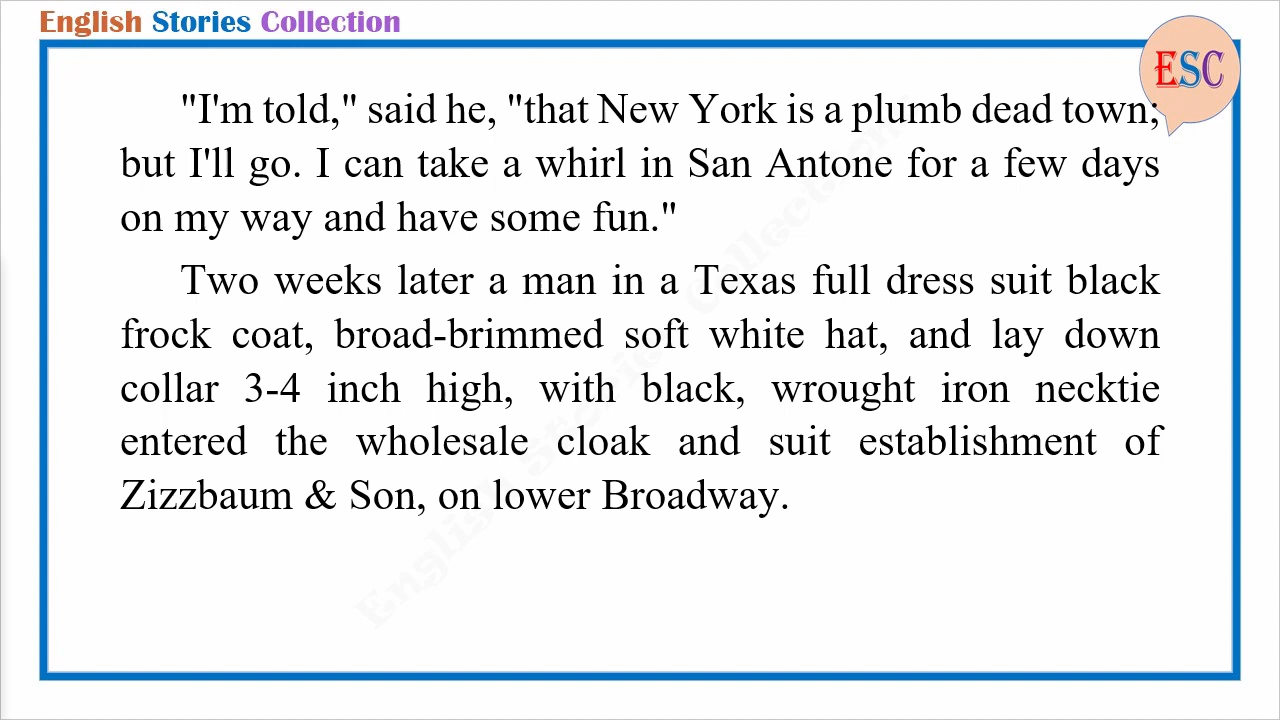 English Stories Collection
ESC
"I'm told," said he, "that New York is a plumb dead town;
but I'll go. I can take a whirl in San Antone for a few days
on my way and have some fun."
Two weeks later a man in a Texas full dress suit black
frock coat, broad-brimmed soft white hat, and lay down
collar 3-4 inch high, with black, wrought iron necktie
entered the wholesale cloak and suit establishment of
Zizzbaum & Son, on lower Broadway.
English Stories Collection